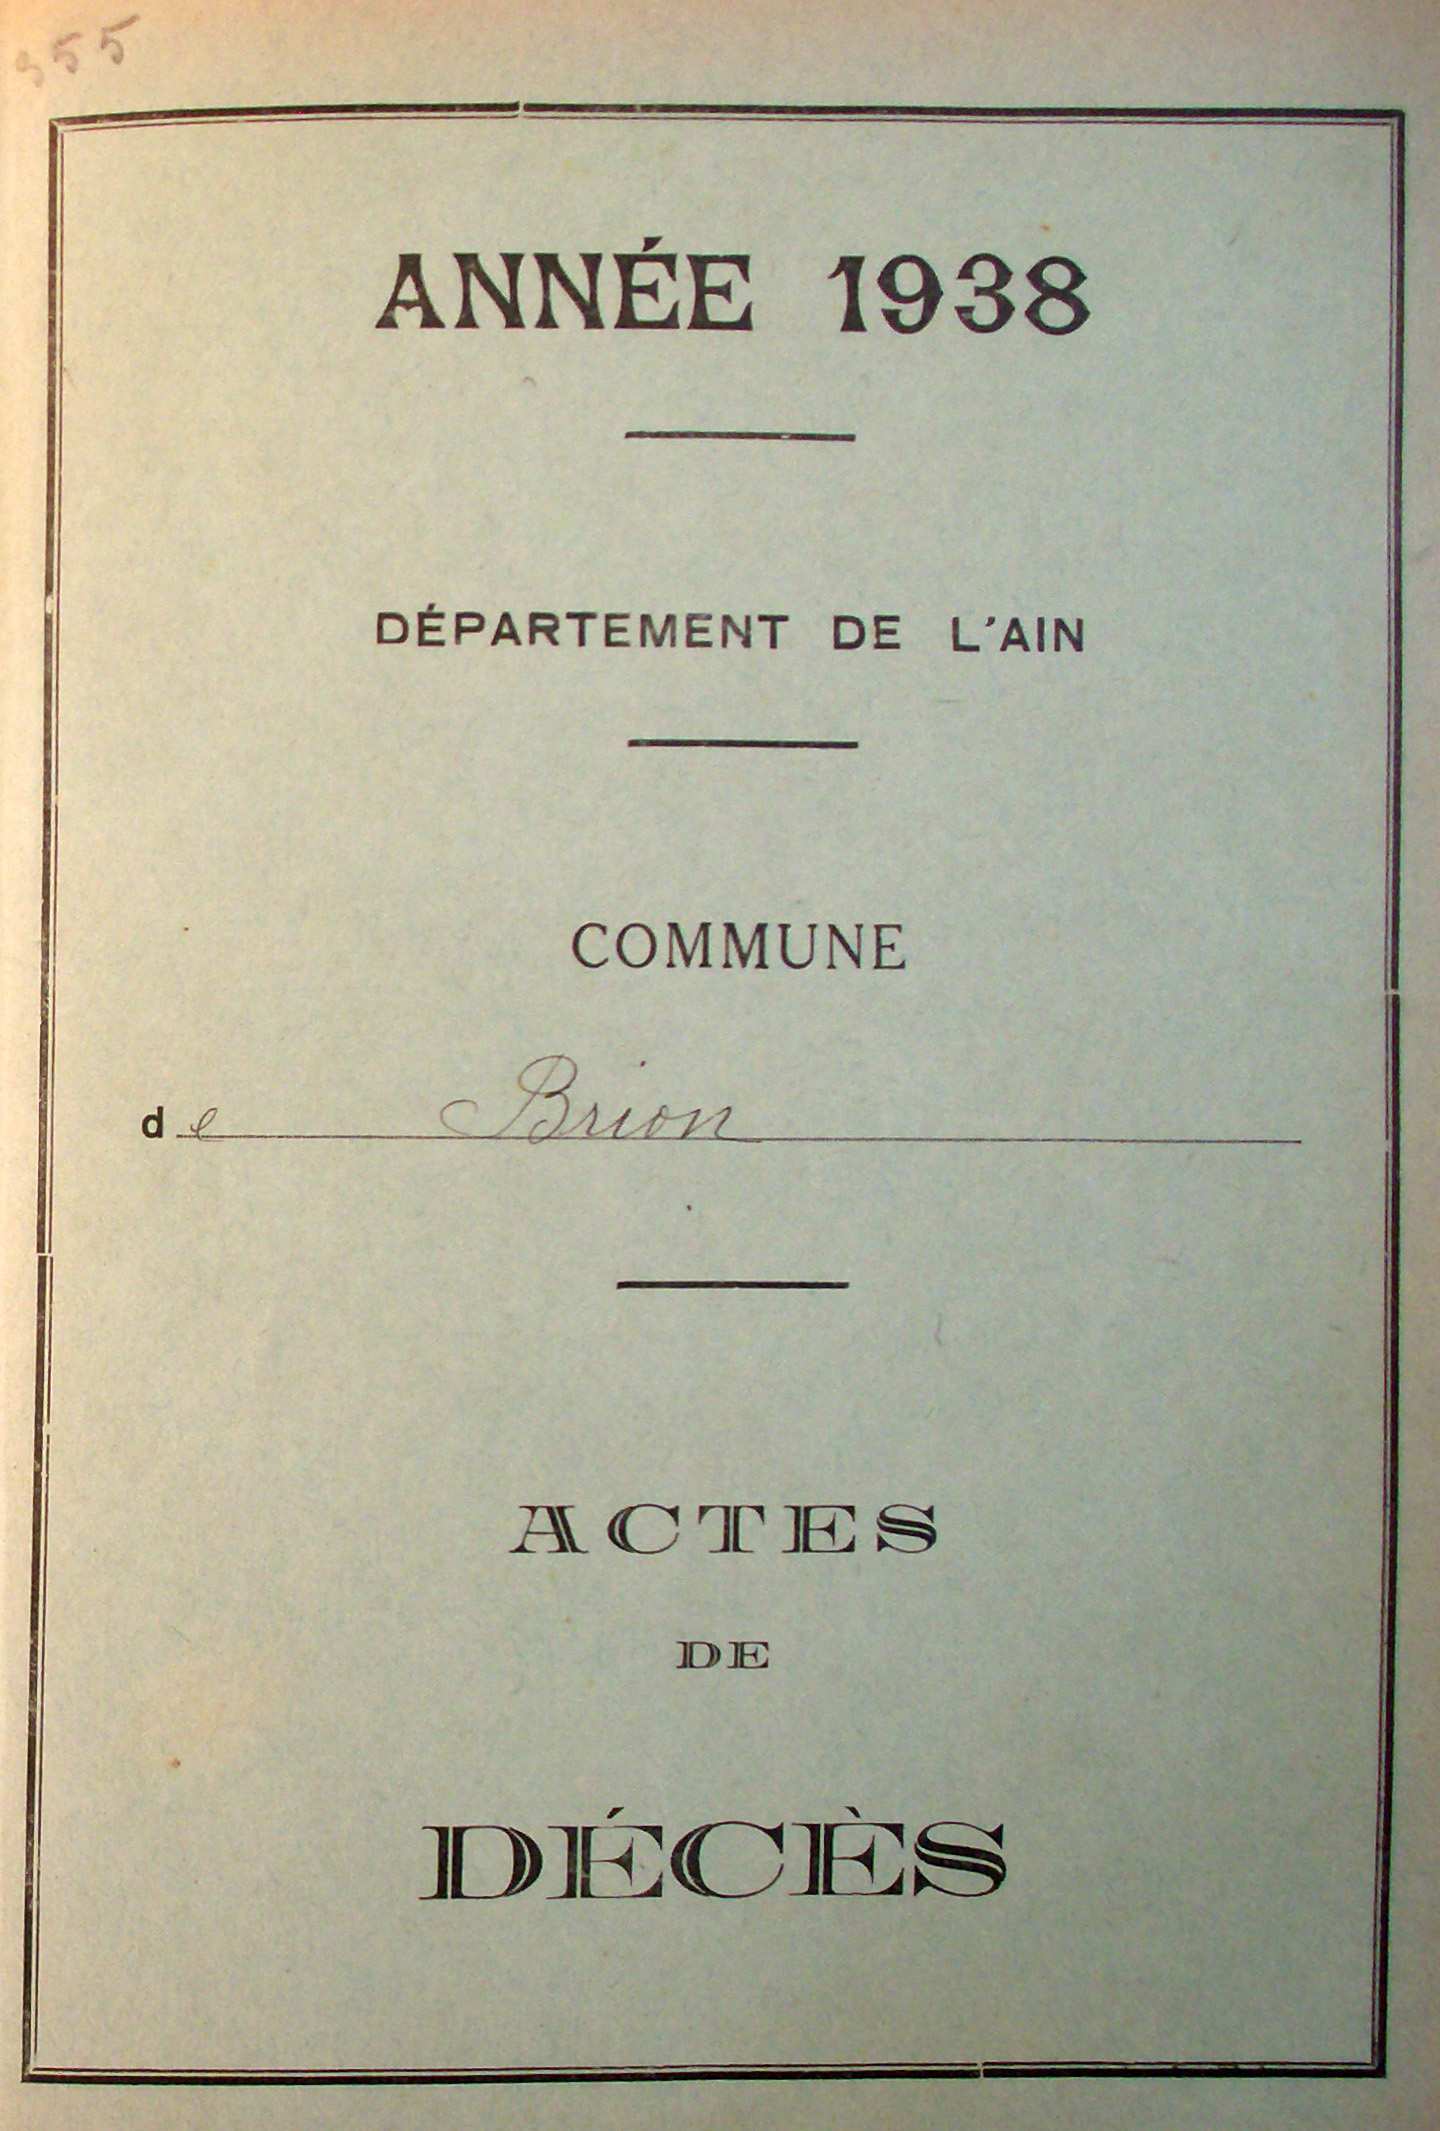 355
ANNÉE 1938
DÉPARTEMENT DE L'AIN
COMMUNE
de Brion
ACTES
DE
DÉCÈS